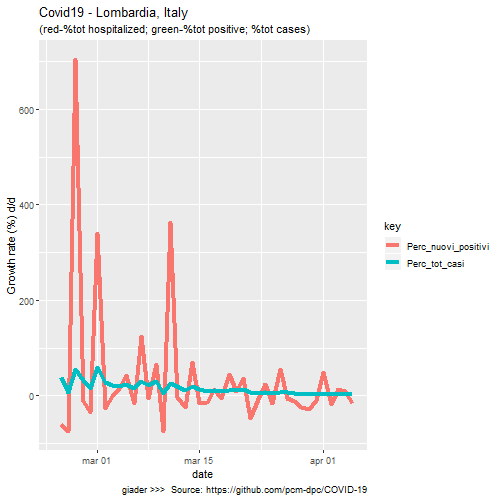 Covid19 - Lombardia, Italy
(red-%tot hospitalized; green-%tot positive; %tot cases)
Growth rate (%) d/d
600
400
200
0
mar 01
mar 15
apr 01
date
key
Perc_nuovi_positivi
Perc_tot_casi
giader >>> Source: https://github.com/pcm-dpc/COVID-19